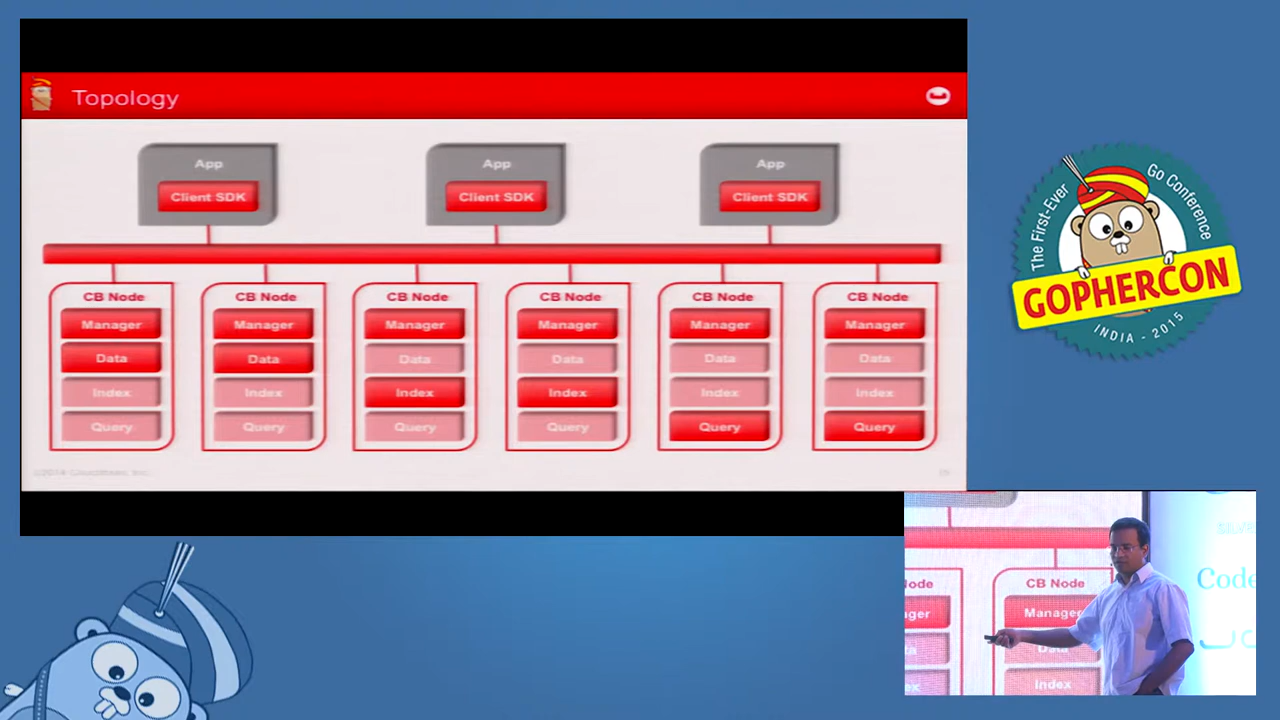 Topology
App
Client SDK
App
Client SDK
App
Client SDK
CB Node
Manager
Data
Index
Query
CB Node
Manager
Data
Index
Query
CB Node
Manager
Data
Index
Query
CB Node
Manager
Data
Index
Query
CB Node
Manager
Data
Index
Query
CB Node
Manager
Data
Index
Query
The First-Ever
Go Conference
GOPHERCON
INDIA - 2015
CB Node
Manager
Index
Code